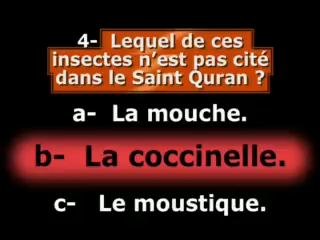 4- Lequel de ces
insectes n’est pas cité
dans le Saint Quran ?
a- La mouche.
b- La coccinelle.
c- Le moustique.